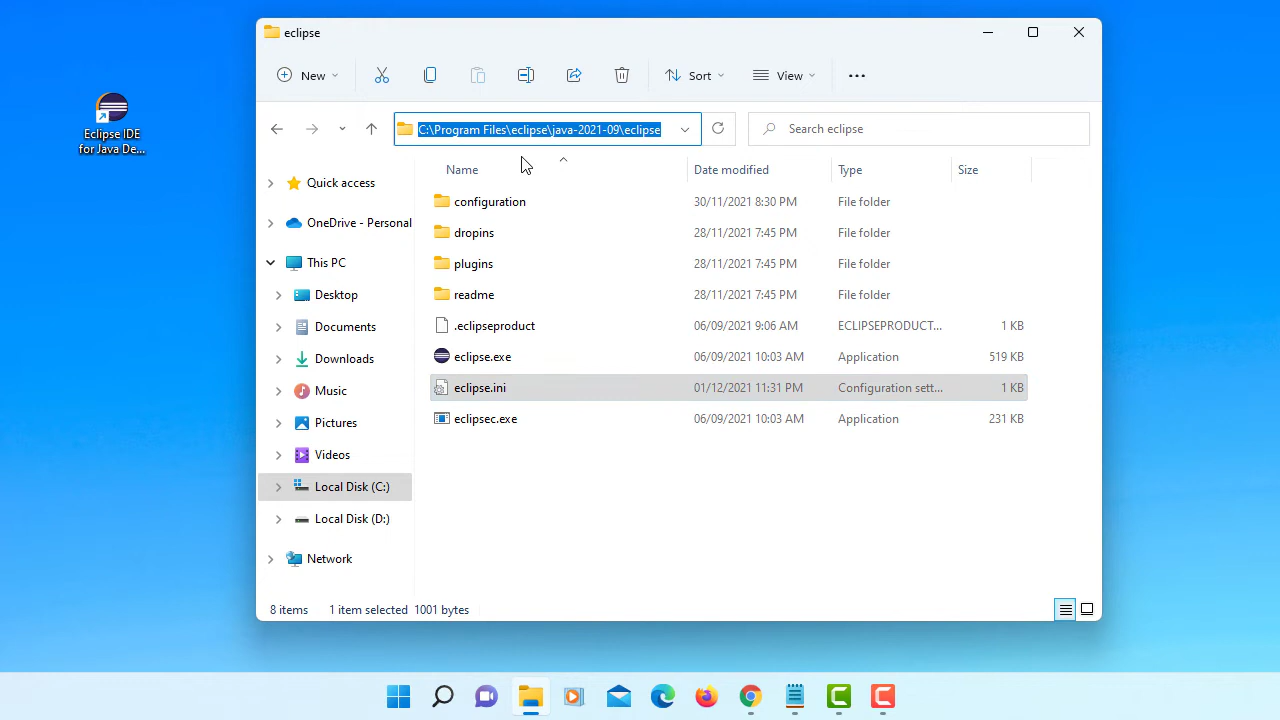 eclipse
New
Sort
View
C:\Program Files\eclipse\java-2021-09\eclipse
Search eclipse
Eclipse IDE
for Java De...
Name
Date modified
Type
Size
Quick access
OneDrive - Personal
This PC
Desktop
Documents
Downloads
Music
Pictures
Videos
Local Disk (C:)
Local Disk (D:)
Network
configuration 30/11/2021 8:30 PM File folder
dropins 28/11/2021 7:45 PM File folder
plugins 28/11/2021 7:45 PM File folder
readme 28/11/2021 7:45 PM File folder
.eclipseproduct 06/09/2021 9:06 AM ECLIPSEPRODUCT... 1 KB
eclipse.exe 06/09/2021 10:03 AM Application 519 KB
eclipse.ini 01/12/2021 11:31 PM Configuration sett... 1 KB
eclipsec.exe 06/09/2021 10:03 AM Application 231 KB
8 items 1 item selected 1001 bytes